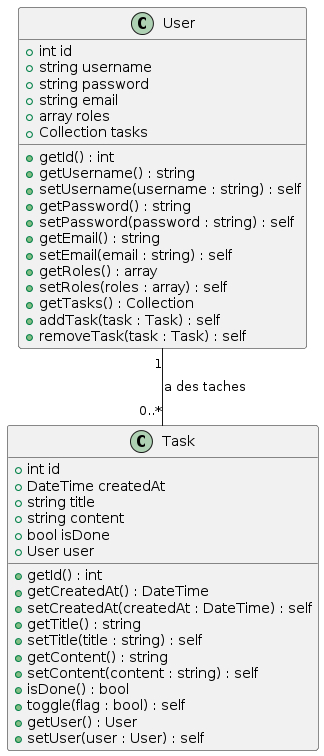 C User
int id
string username
string password
string email
array roles
Collection tasks
getId() : int
getUsername() : string
setUsername(username : string) : self
getPassword() : string
setPassword(password : string) : self
getEmail() : string
setEmail(email : string) : self
getRoles() : array
setRoles(roles : array) : self
getTasks() : Collection
addTask(task : Task) : self
removeTask(task : Task) : self
1
a des taches
0..*
C Task
int id
DateTime createdAt
string title
string content
bool isDone
User user
getId() : int
getCreatedAt() : DateTime
setCreatedAt(createdAt : DateTime) : self
getTitle() : string
setTitle(title : string) : self
getContent() : string
setContent(content : string) : self
isDone() : bool
toggle(flag : bool) : self
getUser() : User
setUser(user : User) : self